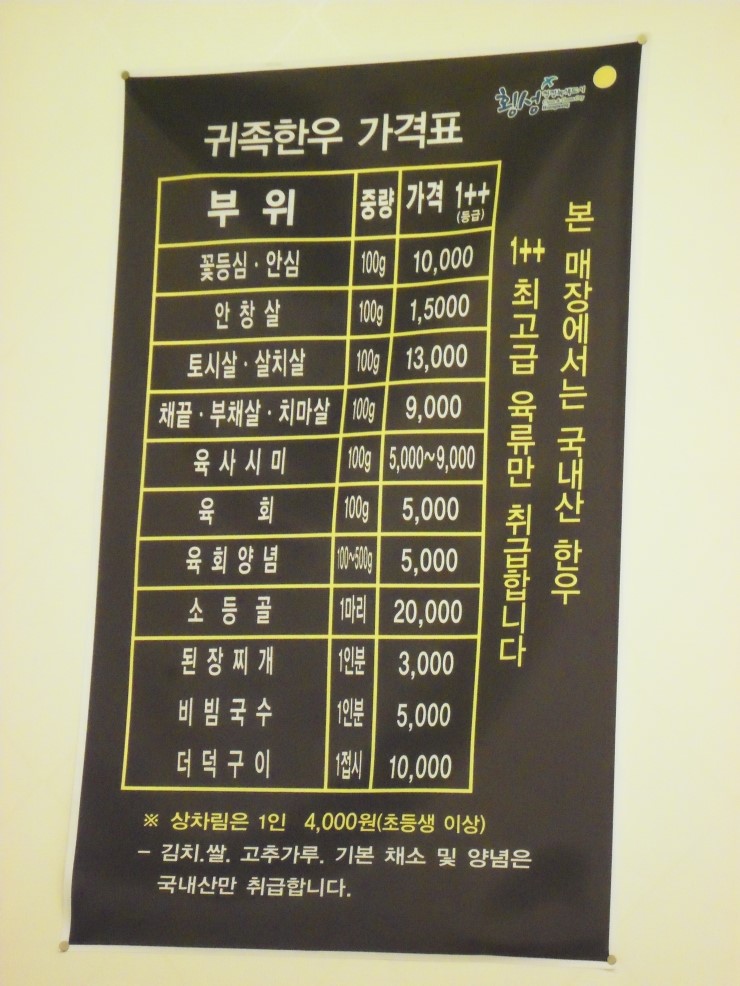 횡성
귀족한우 가격표
부위 중량 가격 1++ (등급)
꽃등심·안심 100g 10,000
안창살 100g 1,5000
토시살·살치살 100g 13,000
채끝·부채살·치마살 100g 9,000
육사시미 100g 5,000~9,000
육회 100g 5,000
육회양념 100~500g 5,000
소등골 1마리 20,000
된장찌개 1인분 3,000
비빔국수 1인분 5,000
더덕구이 1접시 10,000
본 매장에서는 국내산 한우
1++ 최고급 육류만 취급합니다
※ 상차림은 1인 4,000원(초등생 이상)
- 김치.쌀. 고추가루. 기본 채소 및 양념은
국내산만 취급합니다.